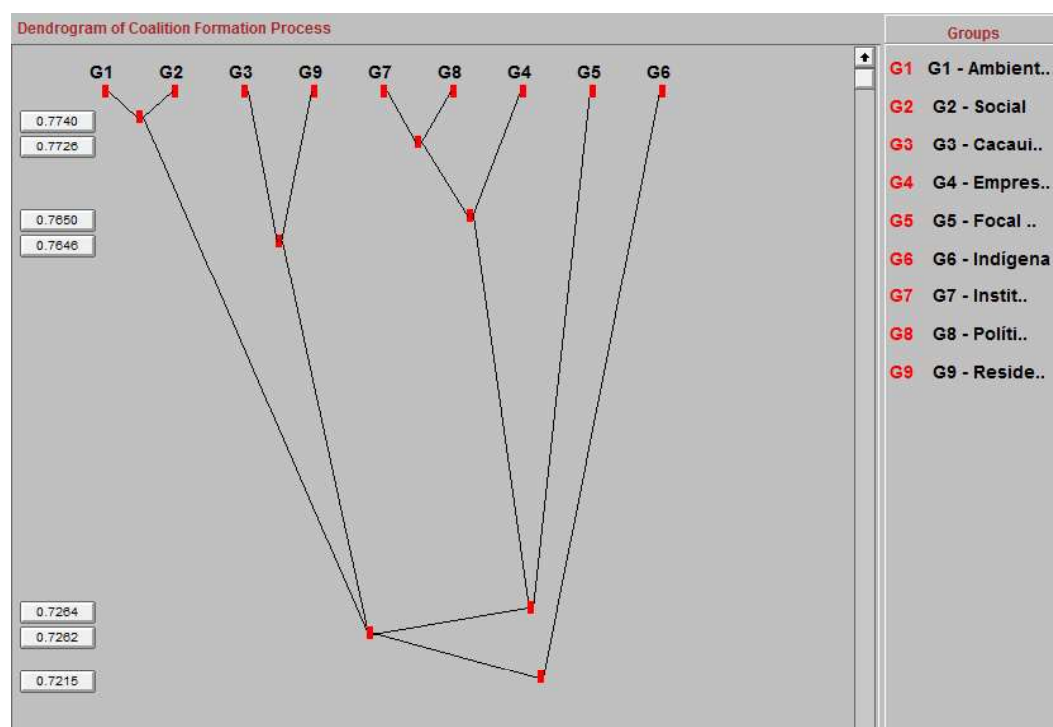 Dendrogram of Coalition Formation Process
G1 G2 G3 G9 G7 G8 G4 G5 G6
0.7740
0.7726
0.7650
0.7646
0.7264
0.7262
0.7215
Groups
G1 G1 - Ambient..
G2 G2 - Social
G3 G3 - Cacaui..
G4 G4 - Empres..
G5 G5 - Focal ..
G6 G6 - Indígena
G7 G7 - Instit..
G8 G8 - Políti..
G9 G9 - Reside..